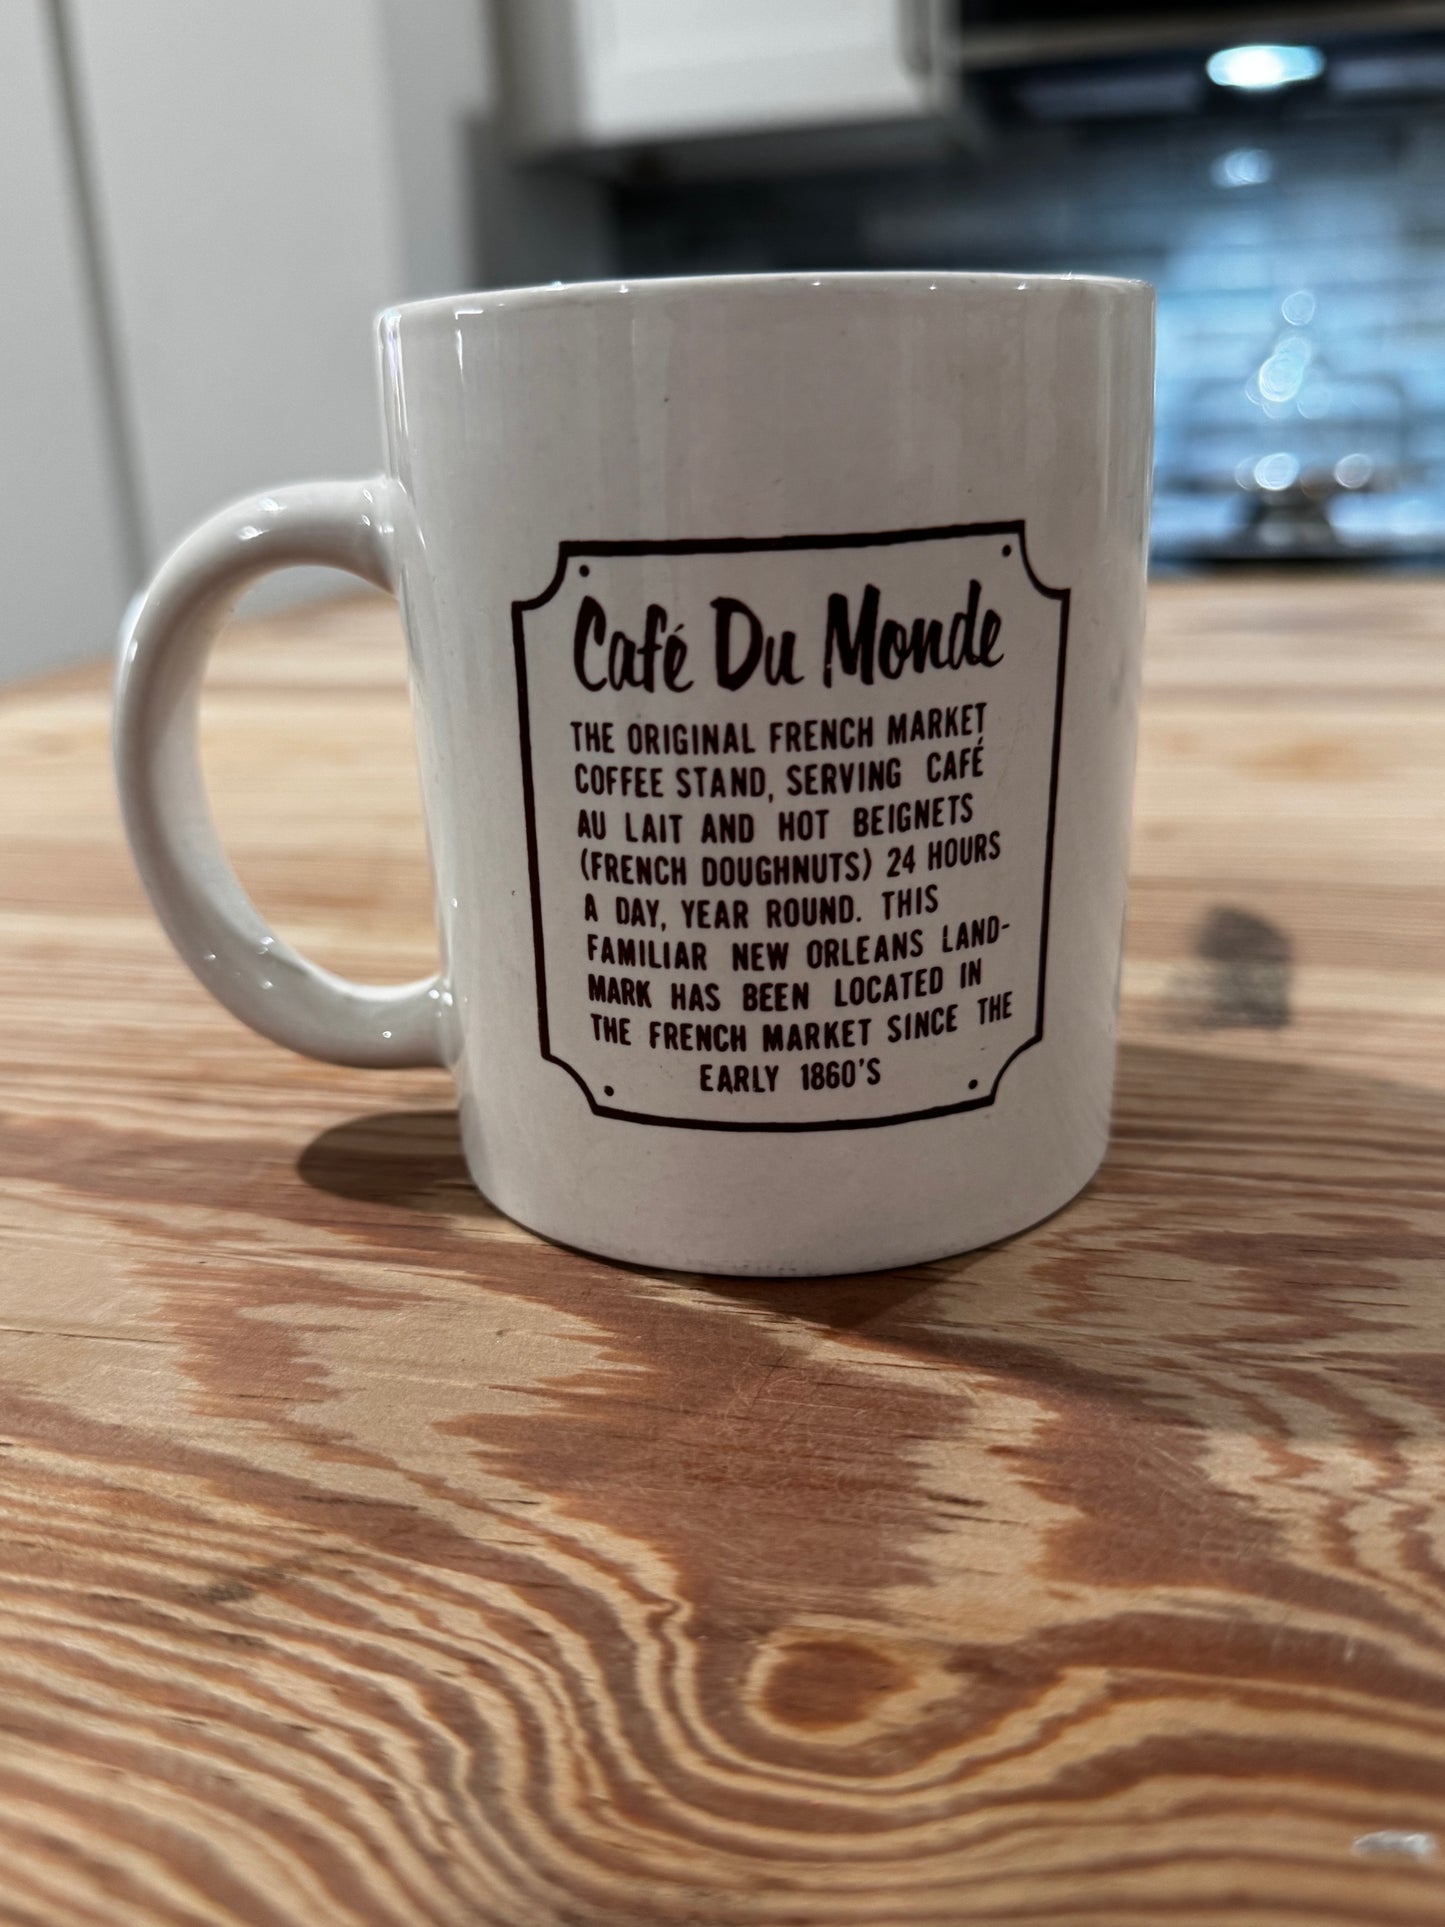 Café Du Monde
THE ORIGINAL FRENCH MARKET
COFFEE STAND, SERVING CAFÉ
AU LAIT AND HOT BEIGNETS
(FRENCH DOUGHNUTS) 24 HOURS
A DAY, YEAR ROUND. THIS
FAMILIAR NEW ORLEANS LAND-
MARK HAS BEEN LOCATED IN
THE FRENCH MARKET SINCE THE
EARLY 1860'S